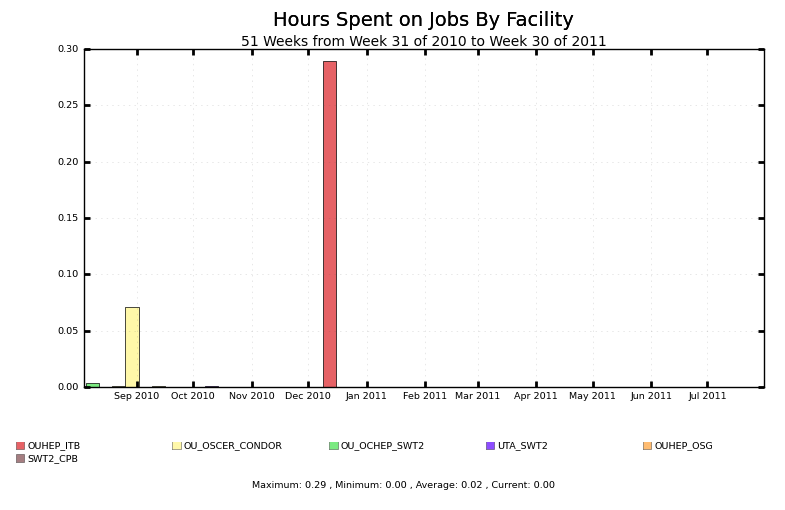 Hours Spent on Jobs By Facility
51 Weeks from Week 31 of 2010 to Week 30 of 2011
0.30
0.25
0.20
0.15
0.10
0.05
0.00
Sep 2010 Oct 2010 Nov 2010 Dec 2010 Jan 2011 Feb 2011 Mar 2011 Apr 2011 May 2011 Jun 2011 Jul 2011
OUHEP_ITB OU_OSCER_CONDOR OU_OCHEP_SWT2 UTA_SWT2 OUHEP_OSG
SWT2_CPB
Maximum: 0.29 , Minimum: 0.00 , Average: 0.02 , Current: 0.00